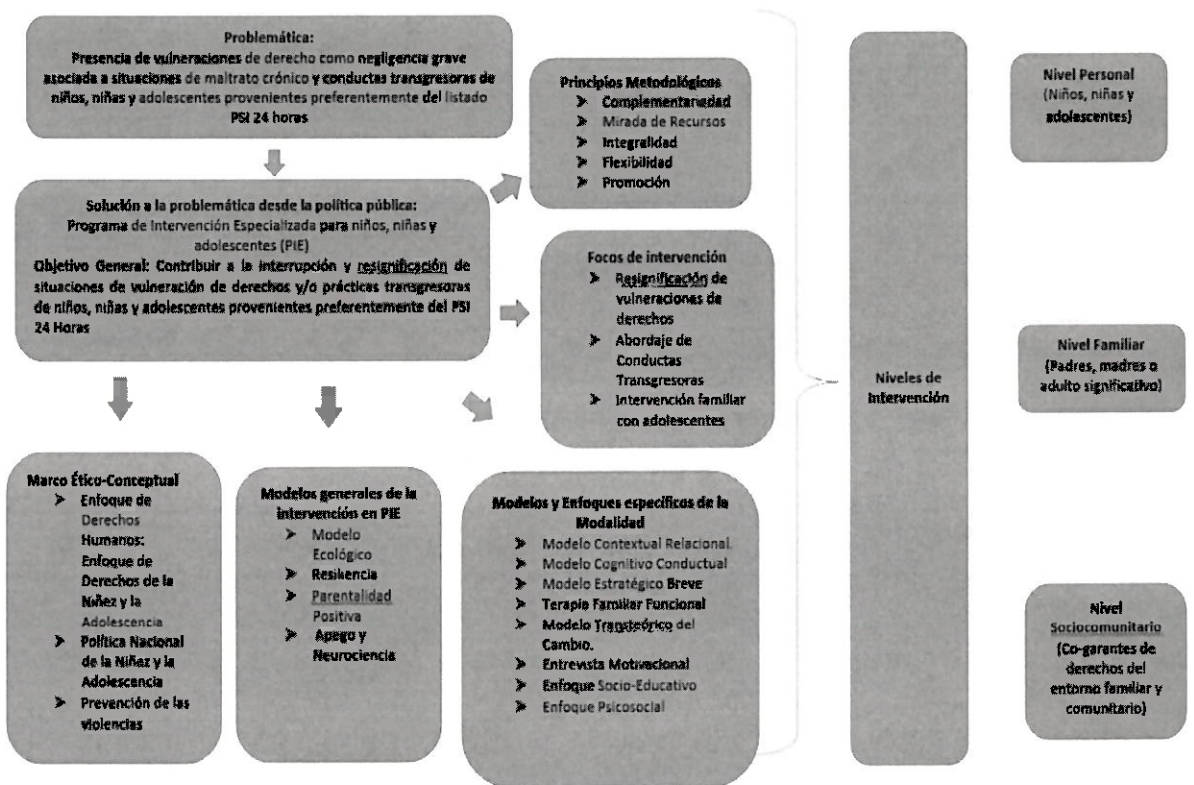 Problemática:
Presencia de vulneraciones de derecho como negligencia grave
asociada a situaciones de maltrato crónico y conductas transgresoras de
niños, niñas y adolescentes provenientes preferentemente del listado
PSI 24 horas
Solución a la problemática desde la política pública:
Programa de Intervención Especializada para niños, niñas y
adolescentes (PIE)
Objetivo General: Contribuir a la interrupción y resignificación de
situaciones de vulneración de derechos y/o prácticas transgresoras
de niños, niñas y adolescentes provenientes preferentemente del PSI
24 Horas
Principios Metodológicos
➤ Complementariedad
➤ Mirada de Recursos
➤ Integralidad
➤ Flexibilidad
➤ Promoción
Focos de intervención
➤ Resignificación de
vulneraciones de
derechos
➤ Abordaje de
Conductas
Transgresoras
➤ Intervención familiar
con adolescentes
Marco Ético-Conceptual
➤ Enfoque de
Derechos
Humanos:
Enfoque de
Derechos de la
Niñez y la
Adolescencia
➤ Política Nacional
de la Niñez y la
Adolescencia
➤ Prevención de las
violencias
Modelos generales de la
intervención en PIE
➤ Modelo
Ecológico
➤ Resiliencia
➤ Parentalidad
Positiva
➤ Apego y
Neurociencia
Modelos y Enfoques específicos de la
Modalidad
➤ Modelo Contextual Relacional.
➤ Modelo Cognitivo Conductual
➤ Modelo Estratégico Breve
➤ Terapia Familiar Funcional
➤ Modelo Transteórico del
Cambio.
➤ Entrevista Motivacional
➤ Enfoque Socio-Educativo
➤ Enfoque Psicosocial
Niveles de
Intervención
Nivel Personal
(Niños, niñas y
adolescentes)
Nivel Familiar
(Padres, madres o
adulto significativo)
Nivel
Sociocomunitario
(Co-garantes de
derechos del
entorno familiar y
comunitario)